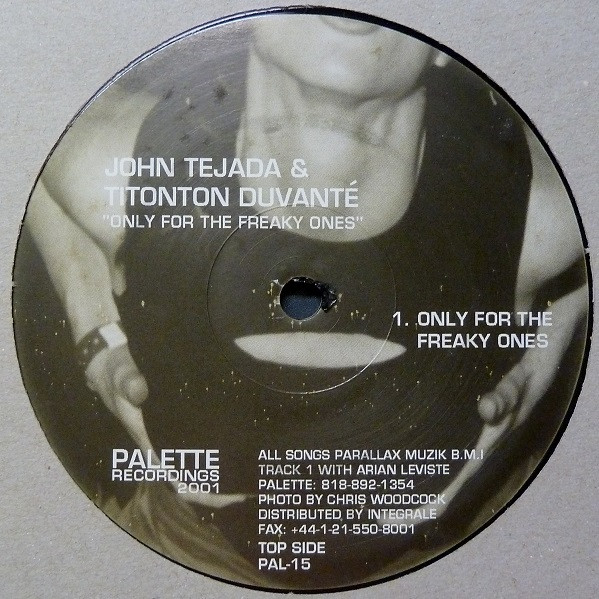 JOHN TEJADA &
TITONTON DUVANTÉ
"ONLY FOR THE FREAKY ONES"
1. ONLY FOR THE
FREAKY ONES
PALETTE
RECORDINGS
2001
ALL SONGS PARALLAX MUZIK B.M.I
TRACK 1 WITH ARIAN LEVISTE
PALETTE: 818-892-1354
PHOTO BY CHRIS WOODCOCK
DISTRIBUTED BY INTEGRALE
FAX: +44-1-21-550-8001
TOP SIDE
PAL-15